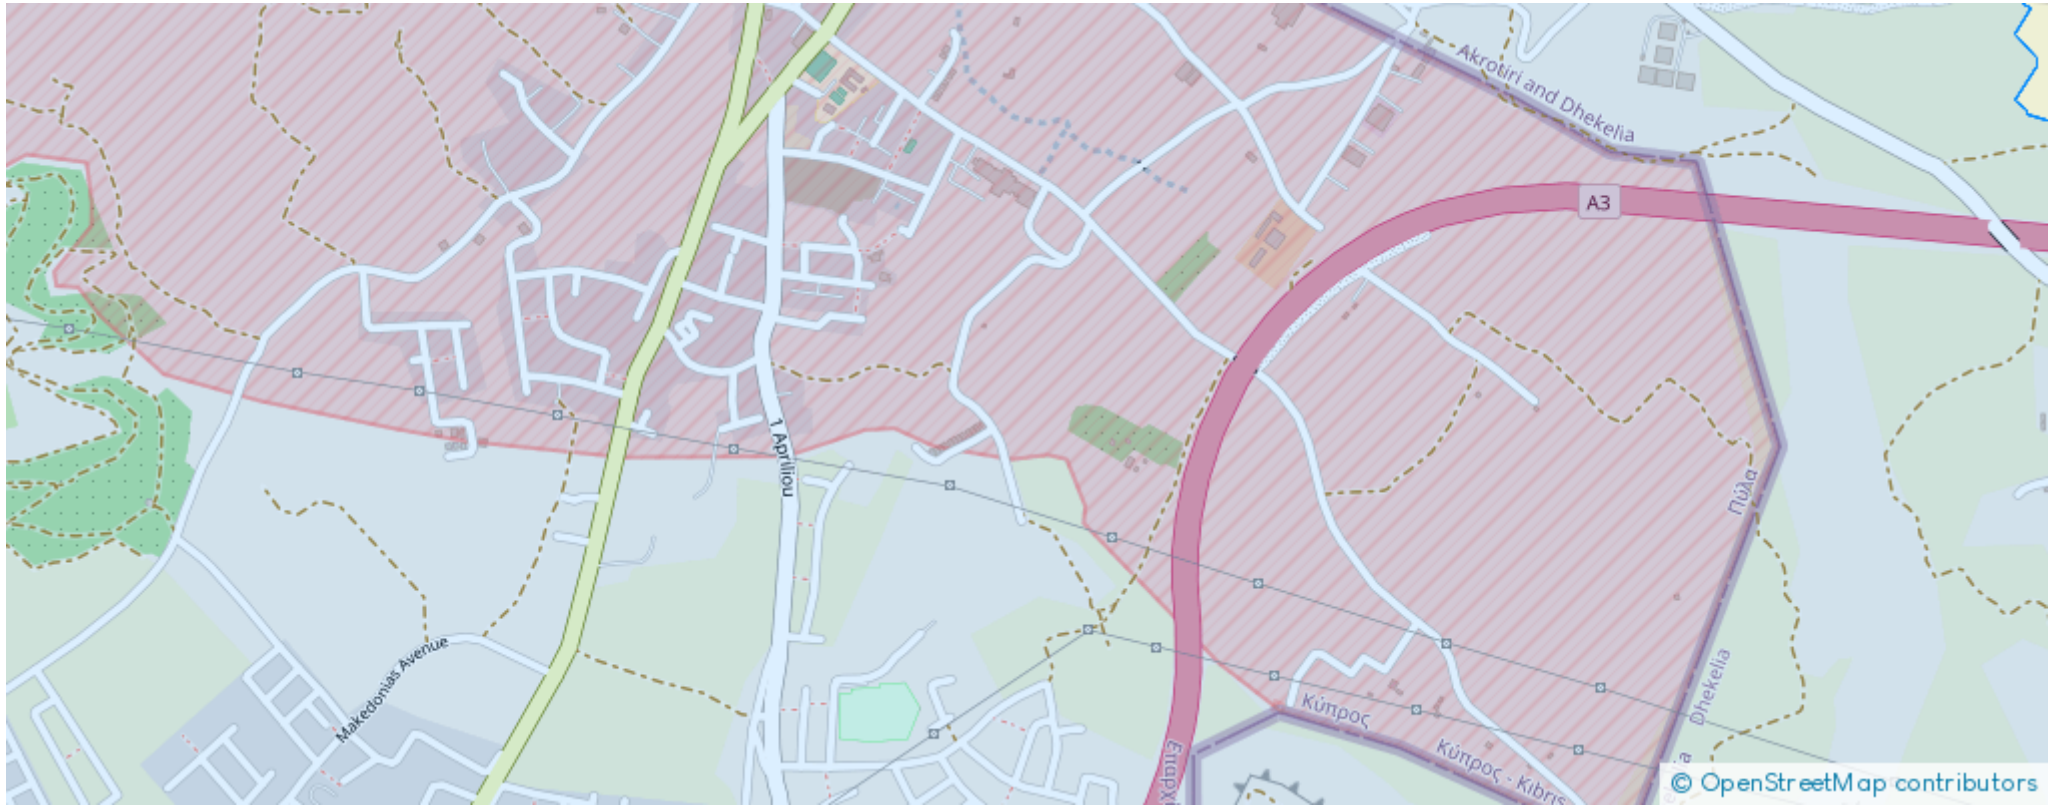 Akrotiri and Dhekelia
A3
1 Apriliou
Πύλα
Makedonias Avenue
Dhekelia
Κύπρος
Κύπρος - Kıbrıs
© OpenStreetMap contributors